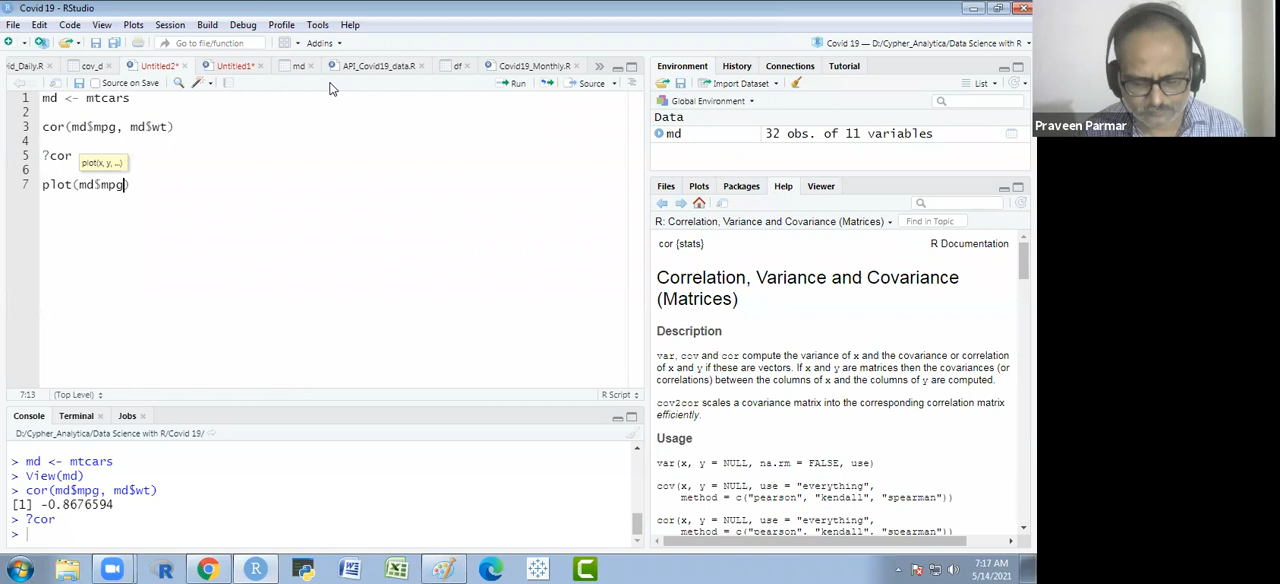 Covid 19 - RStudio
File Edit Code View Plots Session Build Debug Profile Tools Help
Go to file/function Addins
Covid 19 — D:/Cypher_Analytica/Data Science with R
id_Daily.R cov_d Untitled2* Untitled1* md API_Covid19_data.R df Covid19_Monthly.R
Source on Save Run Source
1 md <- mtcars
2
3 cor(md$mpg, md$wt)
4
5 ?cor
plot(x, y, ...)
6
7 plot(md$mpg)
7:13 (Top Level) R Script
Console Terminal Jobs
D:/Cypher_Analytica/Data Science with R/Covid 19/
> md <- mtcars
> View(md)
> cor(md$mpg, md$wt)
[1] -0.8676594
> ?cor
>
Environment History Connections Tutorial
Import Dataset List
Global Environment
Data
md 32 obs. of 11 variables
Files Plots Packages Help Viewer
R: Correlation, Variance and Covariance (Matrices) Find in Topic
cor {stats} R Documentation
Correlation, Variance and Covariance
(Matrices)
Description
var, cov and cor compute the variance of x and the covariance or correlation
of x and y if these are vectors. If x and y are matrices then the covariances (or
correlations) between the columns of x and the columns of y are computed.
cov2cor scales a covariance matrix into the corresponding correlation matrix
efficiently.
Usage
var(x, y = NULL, na.rm = FALSE, use)
cov(x, y = NULL, use = "everything",
method = c("pearson", "kendall", "spearman"))
cor(x, y = NULL, use = "everything",
method = c("pearson", "kendall", "spearman"))
Praveen Parmar
7:17 AM
5/14/2021